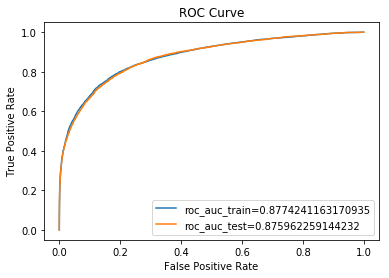 ROC Curve
True Positive Rate
1.0
0.8
0.6
0.4
0.2
0.0
roc_auc_train=0.8774241163170935
roc_auc_test=0.875962259144232
0.0 0.2 0.4 0.6 0.8 1.0
False Positive Rate